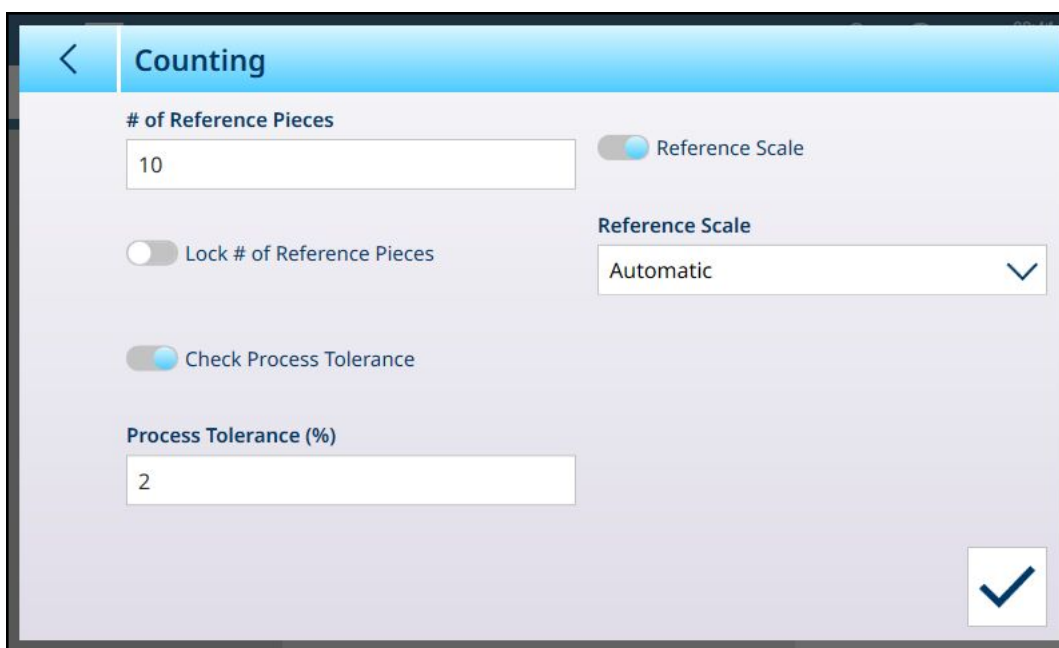 Counting
# of Reference Pieces
10
Reference Scale
Lock # of Reference Pieces
Reference Scale
Automatic
Check Process Tolerance
Process Tolerance (%)
2